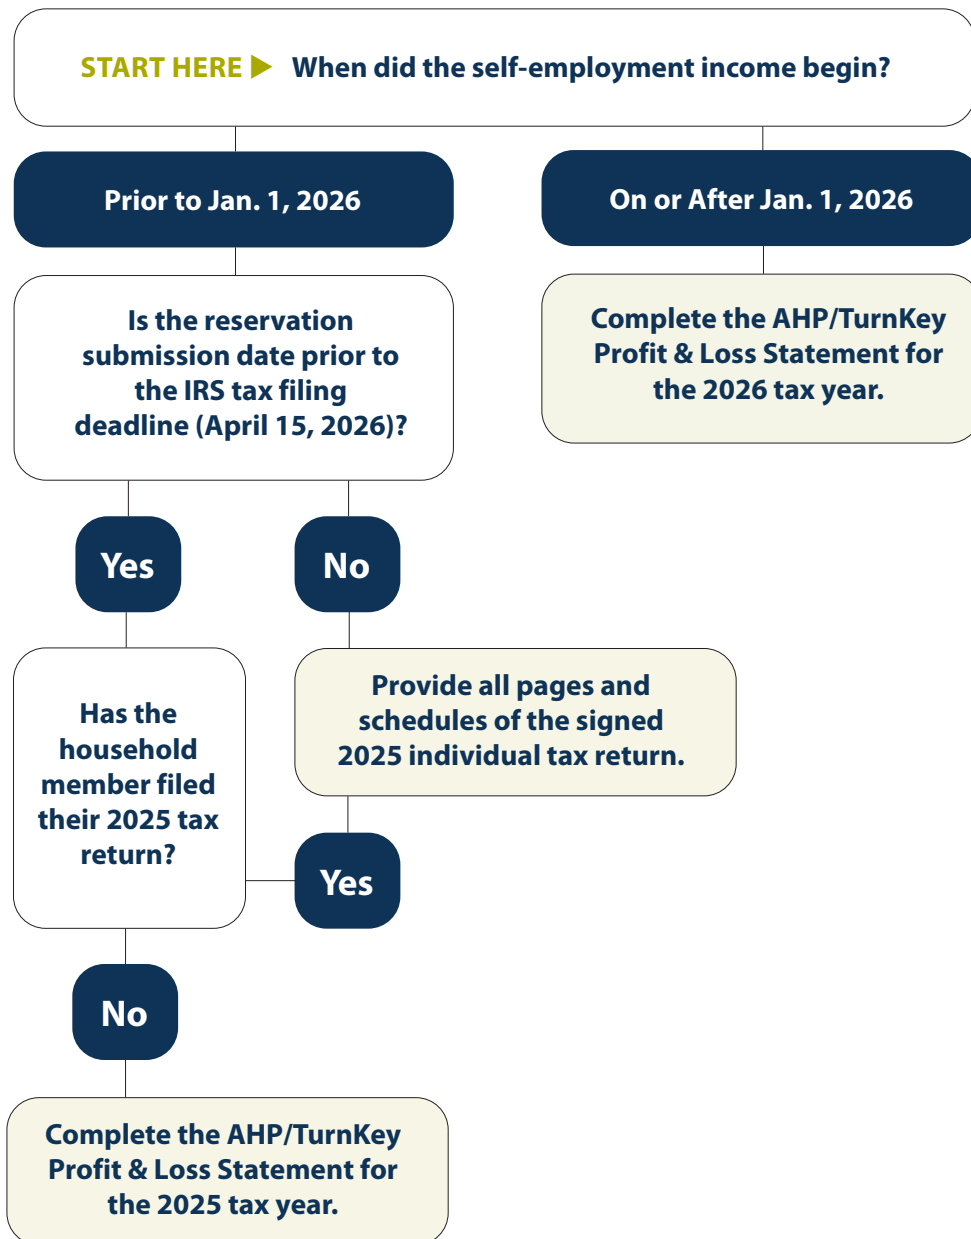 START HERE ▶ When did the self-employment income begin?
Prior to Jan. 1, 2026
On or After Jan. 1, 2026
Is the reservation
submission date prior to
the IRS tax filing
deadline (April 15, 2026)?
Complete the AHP/TurnKey
Profit & Loss Statement for
the 2026 tax year.
Yes
No
Has the
household
member filed
their 2025 tax
return?
Provide all pages and
schedules of the signed
2025 individual tax return.
Yes
No
Complete the AHP/TurnKey
Profit & Loss Statement for
the 2025 tax year.